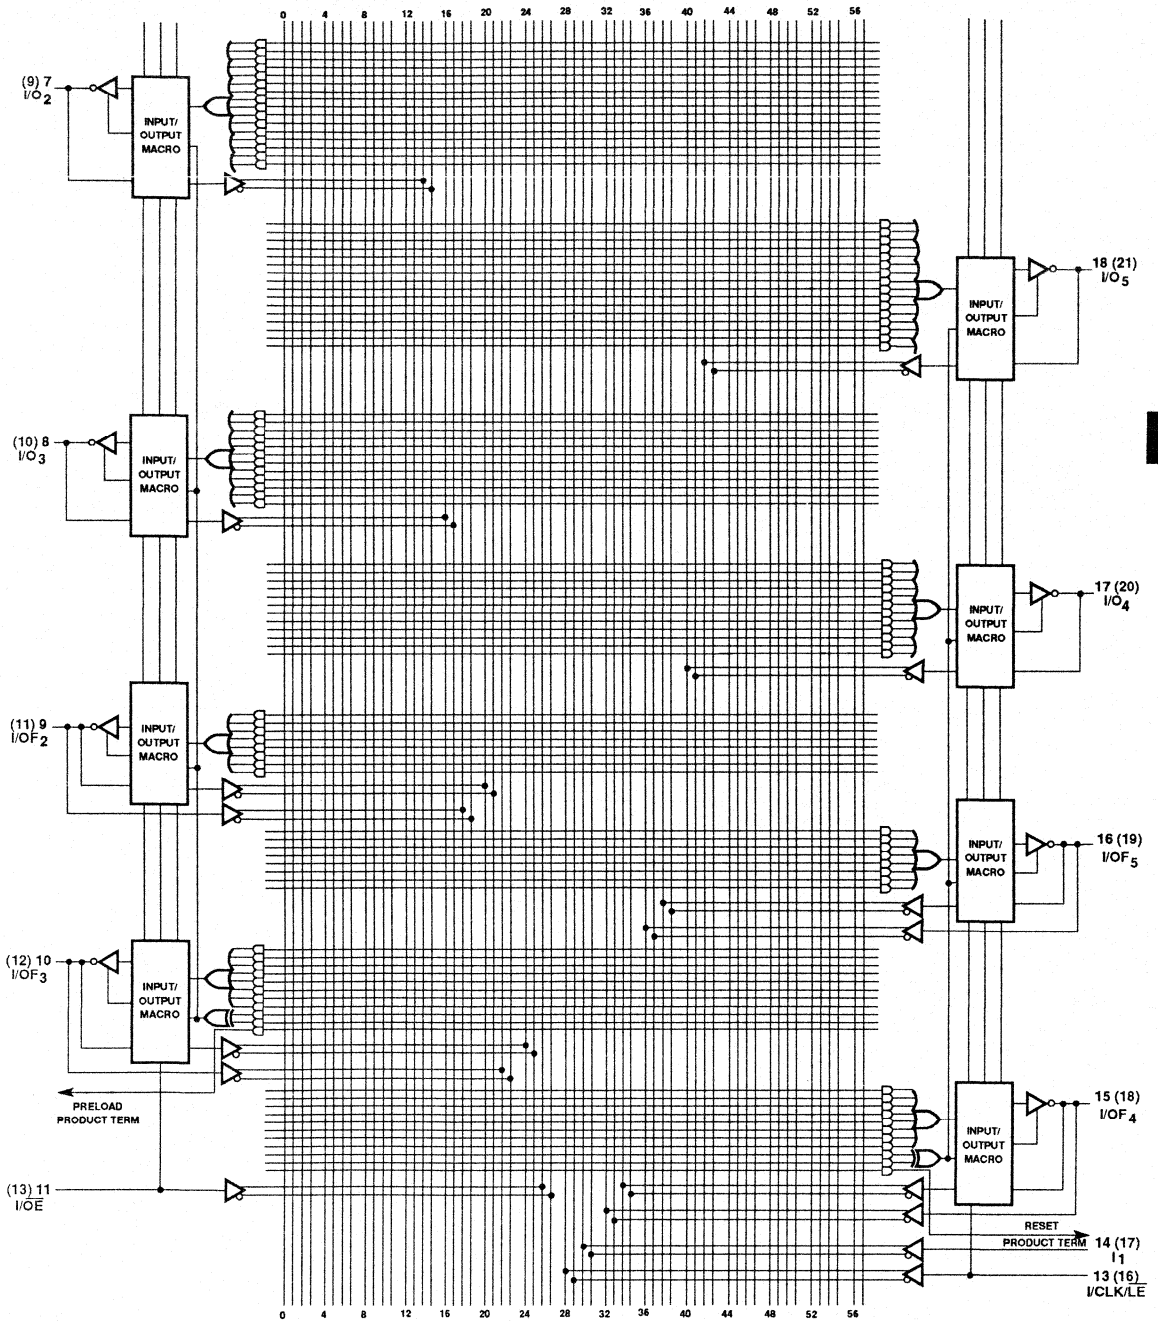 0 4 8 12 16 20 24 28 32 36 40 44 48 52 56
(9) 7
I/O2
INPUT/
OUTPUT
MACRO
18 (21)
I/O5
INPUT/
OUTPUT
MACRO
(10) 8
I/O3
INPUT/
OUTPUT
MACRO
17 (20)
I/O4
INPUT/
OUTPUT
MACRO
(11) 9
I/OF2
INPUT/
OUTPUT
MACRO
16 (19)
I/OF5
INPUT/
OUTPUT
MACRO
(12) 10
I/OF3
INPUT/
OUTPUT
MACRO
PRELOAD
PRODUCT TERM
15 (18)
I/OF4
INPUT/
OUTPUT
MACRO
(13) 11
I/O̅E̅
RESET
PRODUCT TERM
14 (17)
I1
13 (16)
I/CLK/L̅E̅
0 4 8 12 16 20 24 28 32 36 40 44 48 52 56